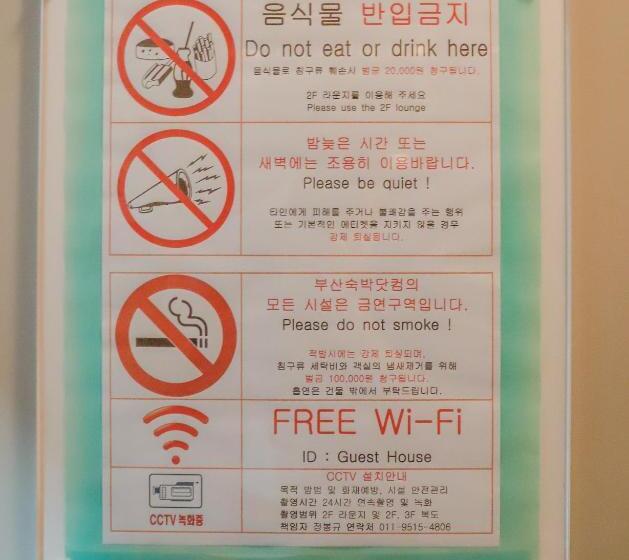 음식물 반입금지
Do not eat or drink here
음식물로 침구류 훼손시 벌금 20,000원 청구됩니다.
2F 라운지를 이용해 주세요
Please use the 2F lounge
밤늦은 시간 또는
새벽에는 조용히 이용바랍니다.
Please be quiet !
타인에게 피해를 주거나 불쾌감을 주는 행위
또는 기본적인 에티켓을 지키지 않을 경우
강제 퇴실됩니다.
부산숙박닷컴의
모든 시설은 금연구역입니다.
Please do not smoke !
적발시에는 강제 퇴실되며,
침구류 세탁비와 객실의 냄새제거를 위해
벌금 100,000원 청구됩니다.
흡연은 건물 밖에서 부탁드립니다.
FREE Wi-Fi
ID : Guest House
CCTV 녹화중
CCTV 설치안내
목적 방범 및 화재예방, 시설 안전관리
촬영시간 24시간 연속촬영 및 녹화
촬영범위 2F 라운지 및 2F, 3F 복도
책임자 정봉규 연락처 011-9515-4806